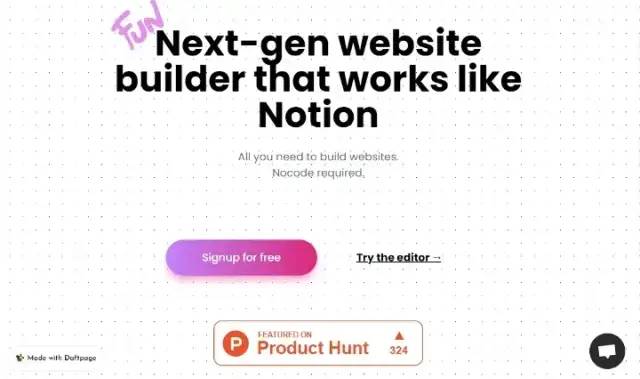 FUN
Next-gen website
builder that works like
Notion
All you need to build websites.
Nocode required.
Signup for free
Try the editor →
FEATURED ON
Product Hunt
324
Made with Daftpage